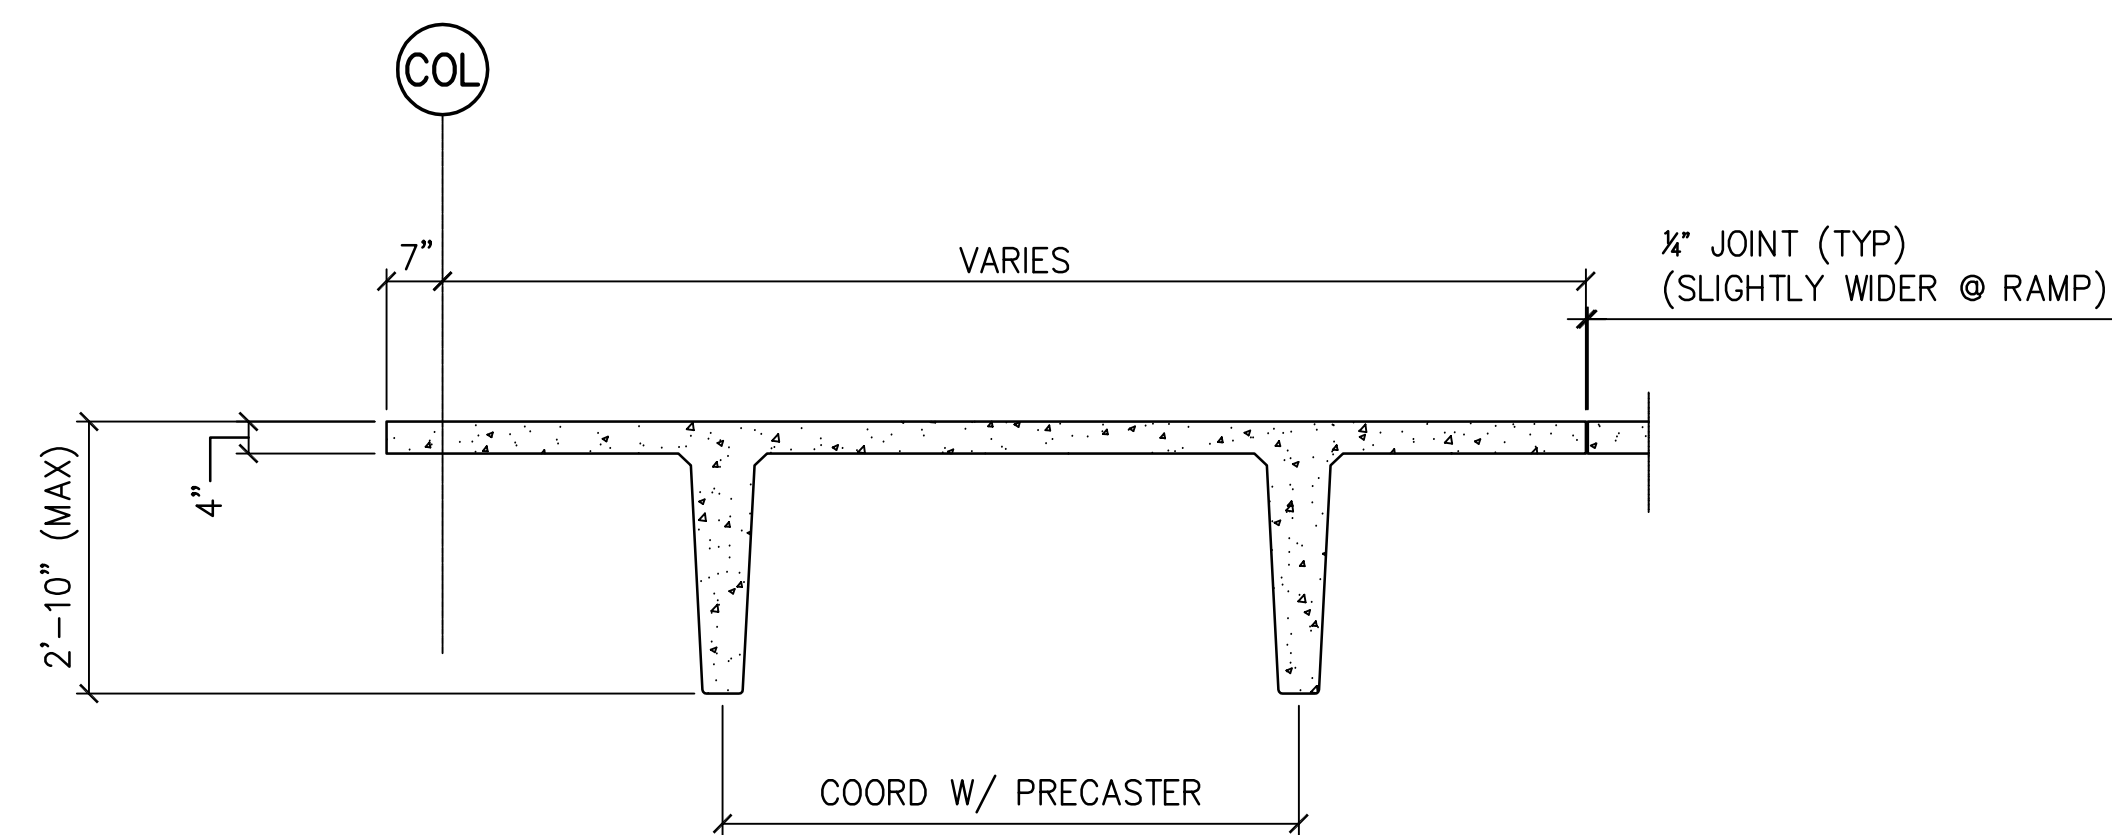 COL
7"
VARIES
¼" JOINT (TYP)
(SLIGHTLY WIDER @ RAMP)
4"
2'-10" (MAX)
COORD W/ PRECASTER